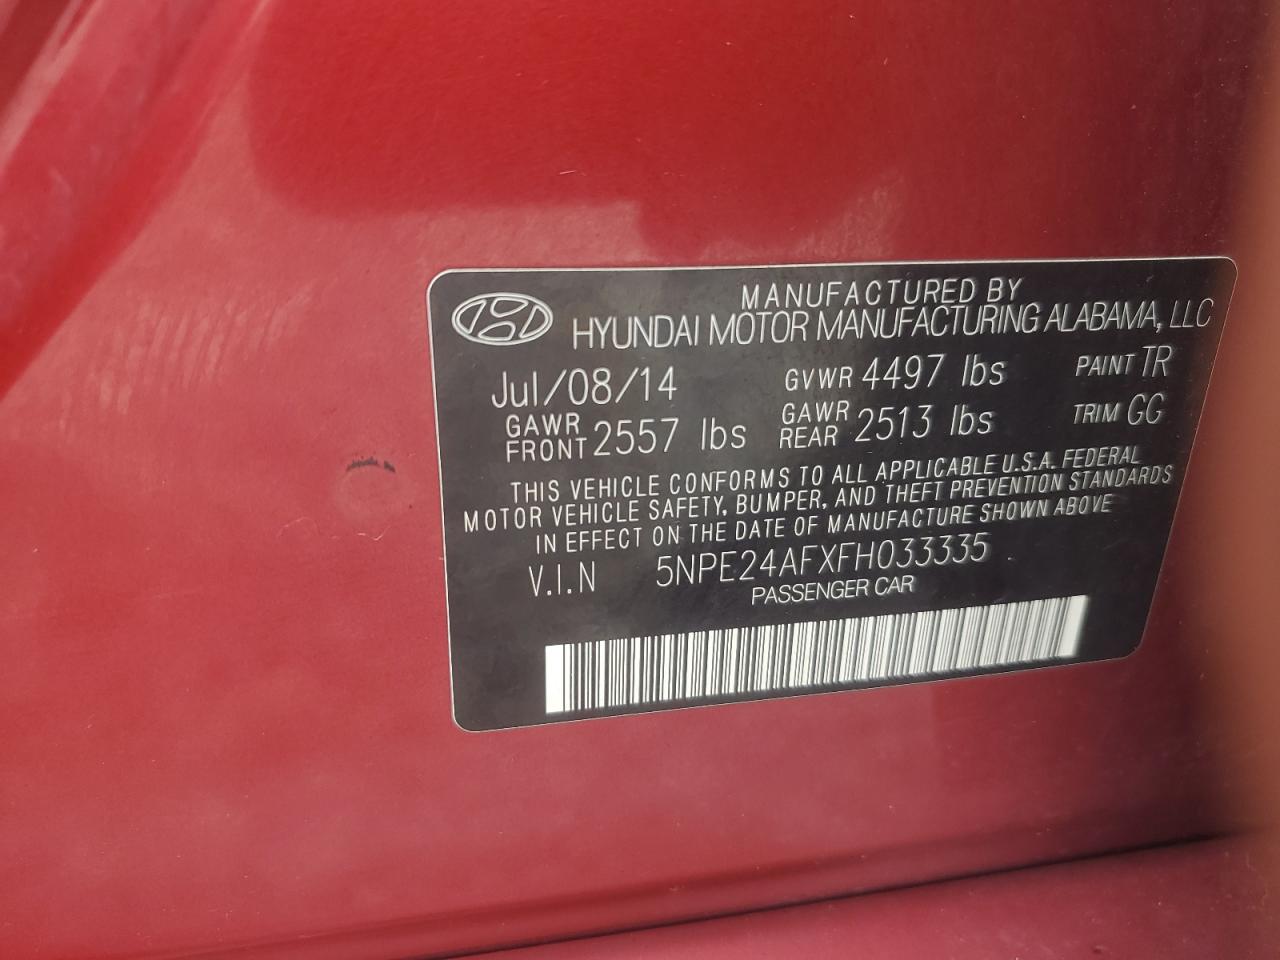 MANUFACTURED BY
HYUNDAI MOTOR MANUFACTURING ALABAMA, LLC
Jul/08/14 GVWR 4497 lbs PAINT TR
GAWR FRONT 2557 lbs GAWR REAR 2513 lbs TRIM GG
THIS VEHICLE CONFORMS TO ALL APPLICABLE U.S.A. FEDERAL
MOTOR VEHICLE SAFETY, BUMPER, AND THEFT PREVENTION STANDARDS
IN EFFECT ON THE DATE OF MANUFACTURE SHOWN ABOVE
V.I.N 5NPE24AFXFH033335
PASSENGER CAR